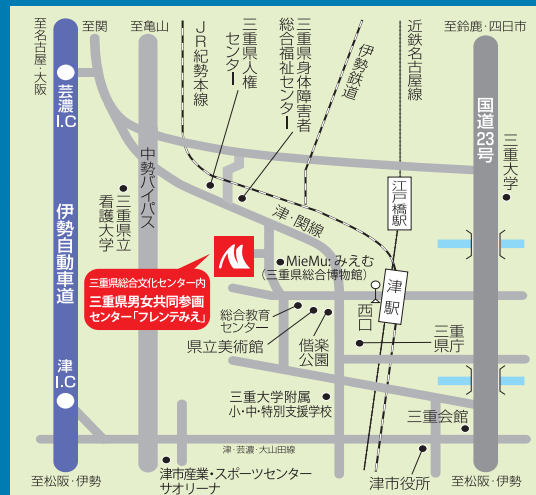 至名古屋・大阪
至関
至亀山
JR紀勢本線
三重県人権
センター
三重県身体障害者
総合福祉センター
伊勢鉄道
近鉄名古屋線
至鈴鹿・四日市
芸濃
I.C
国道23号
三重大学
中勢バイパス
三重県立
看護大学
江戸橋駅
伊勢自動車道
津・関線
三重県総合文化センター内
三重県男女共同参画
センター「フレンテみえ」
MieMu: みえむ
(三重県総合博物館)
津駅
西口
総合教育
センター
県立美術館
偕楽
公園
三重
県庁
津
I.C
三重大学附属
小・中・特別支援学校
三重会館
津・芸濃・大山田線
至松阪・伊勢
津市産業・スポーツセンター
サオリーナ
津市役所
至松阪・伊勢